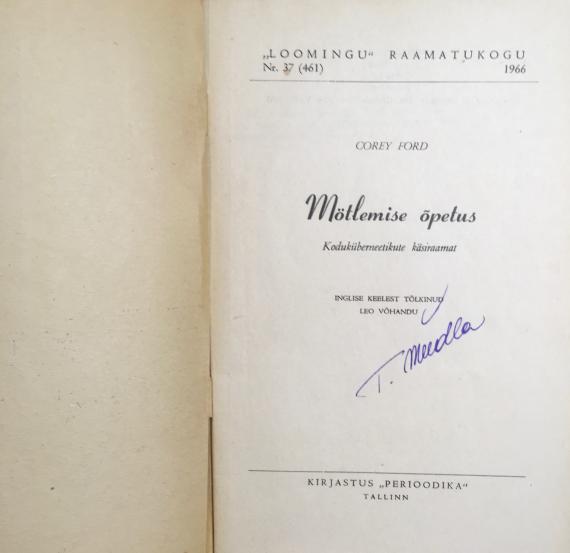 „LOOMINGU“ RAAMATUKOGU
Nr. 37 (461) 1966
COREY FORD
Mõtlemise õpetus
Koduküberneetikute käsiraamat
INGLISE KEELEST TÕLKINUD
LEO VÕHANDU
T.
KIRJASTUS „PERIOODIKA“
TALLINN